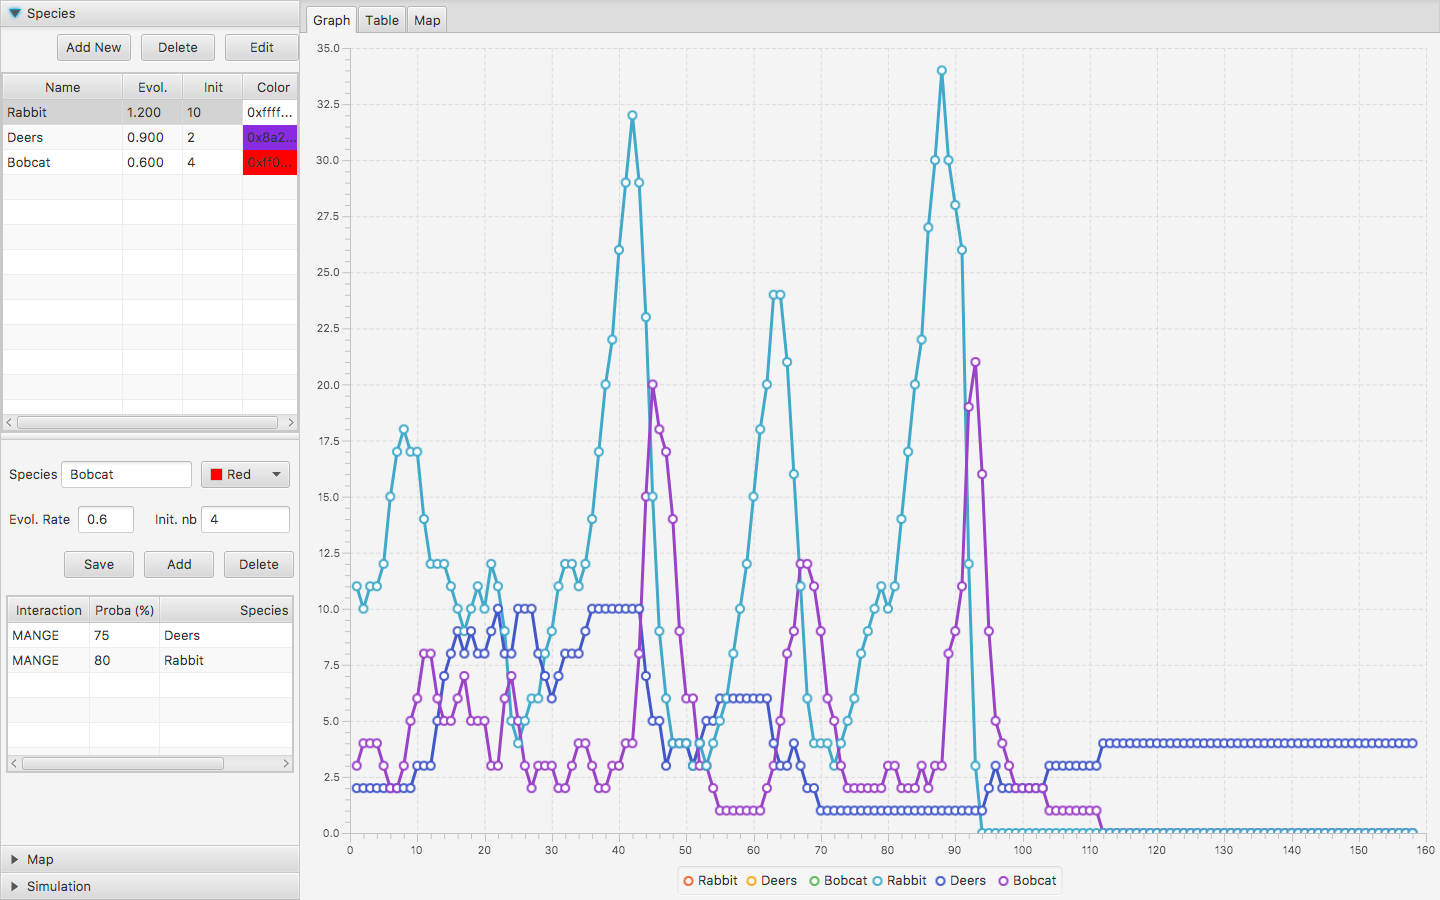 Species
Add New Delete Edit
Name Evol. Init Color
Rabbit 1.200 10 0xffff...
Deers 0.900 2 0x8a2...
Bobcat 0.600 4 0xff0...
Species Bobcat Red
Evol. Rate 0.6 Init. nb 4
Save Add Delete
Interaction Proba (%) Species
MANGE 75 Deers
MANGE 80 Rabbit
Map
Simulation
Graph Table Map
35.0
32.5
30.0
27.5
25.0
22.5
20.0
17.5
15.0
12.5
10.0
7.5
5.0
2.5
0.0
0 10 20 30 40 50 60 70 80 90 100 110 120 130 140 150 160
Rabbit Deers Bobcat Rabbit Deers Bobcat